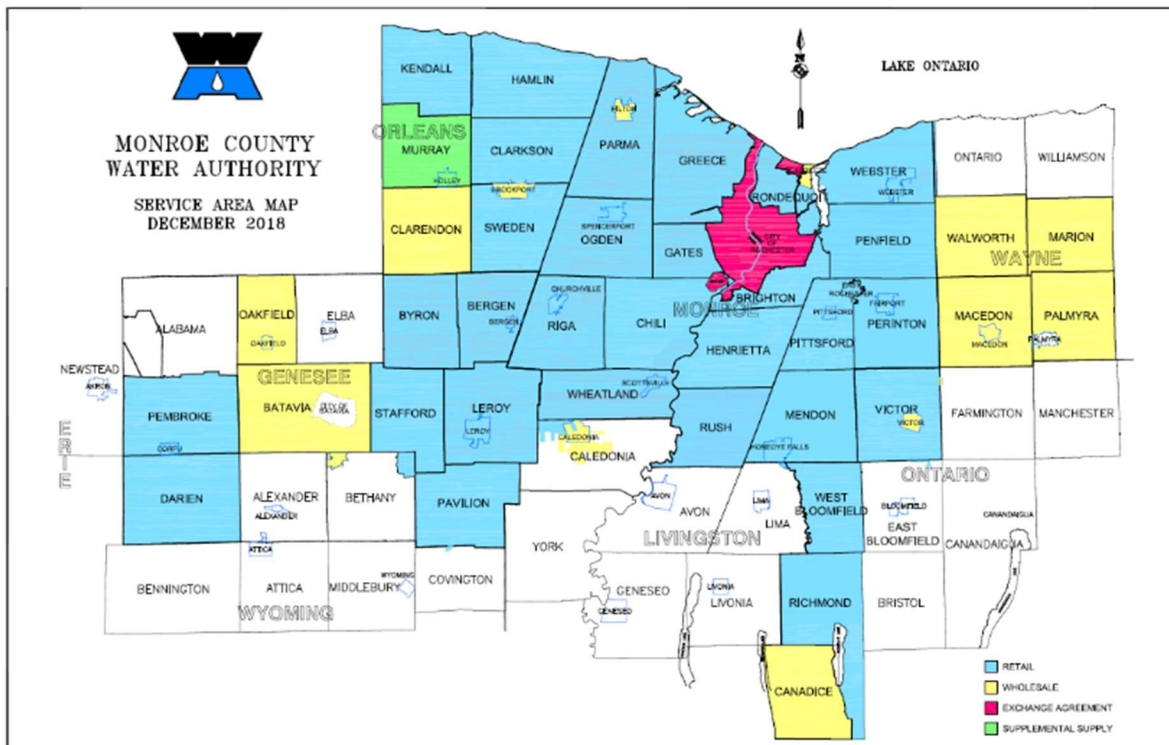 MONROE COUNTY
WATER AUTHORITY
SERVICE AREA MAP
DECEMBER 2018
N
LAKE ONTARIO
KENDALL
HAMLIN
HILTON
ORLEANS
MURRAY
CLARKSON
PARMA
GREECE
ONTARIO
WILLIAMSON
HOLLEY
BROCKPORT
WEBSTER
WEBSTER
RONDEQUOIT
CLARENDON
SWEDEN
SPENCERPORT
OGDEN
GATES
CITY
OF
ROCHESTER
PENFIELD
WALWORTH
MARION
WAYNE
ALABAMA
OAKFIELD
OAKFIELD
ELBA
ELBA
BYRON
BERGEN
BERGEN
CHURCHVILLE
RIGA
CHILI
MONROE
BRIGHTON
EAST
ROCHESTER
PITTSFORD
FAIRPORT
PERINTON
MACEDON
MACEDON
PALMYRA
PALMYRA
HENRIETTA
PITTSFORD
NEWSTEAD
AKRON
GENESEE
BATAVIA
CITY OF
BATAVIA
STAFFORD
LEROY
LEROY
WHEATLAND
SCOTTSVILLE
PEMBROKE
CORFU
ERIE
CALEDONIA
CALEDONIA
RUSH
MENDON
HONEOYE FALLS
VICTOR
VICTOR
FARMINGTON
MANCHESTER
DARIEN
ALEXANDER
ALEXANDER
BETHANY
PAVILION
AVON
AVON
LIMA
LIMA
WEST
BLOOMFIELD
ONTARIO
BLOOMFIELD
EAST
BLOOMFIELD
CANANDAIGUA
CANANDAIGUA
LIVINGSTON
YORK
ATTICA
BENNINGTON
ATTICA
MIDDLEBURY
WYOMING
COVINGTON
WYOMING
GENESEO
GENESEO
LIVONIA
LIVONIA
RICHMOND
BRISTOL
CANADICE
RETAIL
WHOLESALE
EXCHANGE AGREEMENT
SUPPLEMENTAL SUPPLY